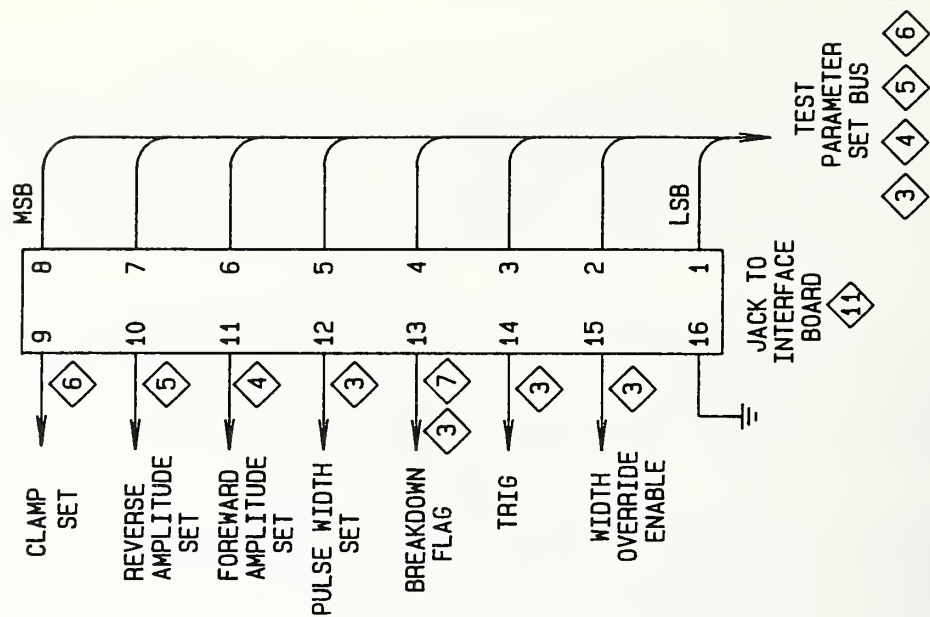 CLAMP
SET
REVERSE
AMPLITUDE
SET
FOREWARD
AMPLITUDE
SET
PULSE WIDTH
SET
BREAKDOWN
FLAG
TRIG
WIDTH
OVERRIDE
ENABLE
6
5
4
3
3 7
3
3
9 8
10 7
11 6
12 5
13 4
14 3
15 2
16 1
MSB
LSB
JACK TO
INTERFACE
BOARD
11
TEST
PARAMETER
SET BUS
3 4 5 6